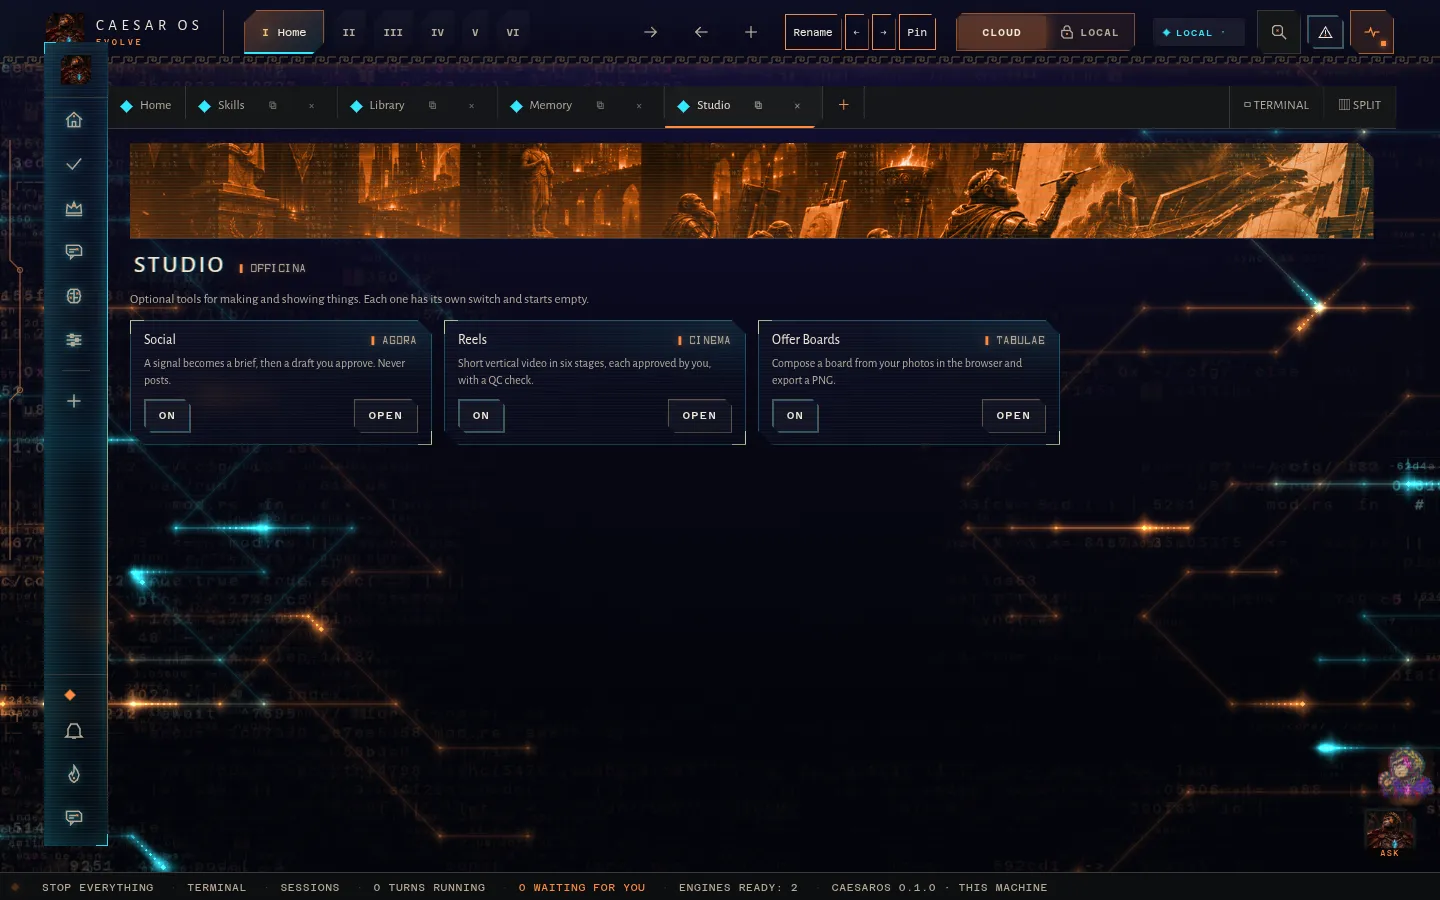 CAESAR OS
EVOLVE
I Home
II
III
IV
V
VI
→
←
+
Rename
←
→
Pin
CLOUD
LOCAL
LOCAL
Home
Skills
Library
Memory
Studio
+
TERMINAL
SPLIT
STUDIO
OFFICINA
Optional tools for making and showing things. Each one has its own switch and starts empty.
Social
AGORA
A signal becomes a brief, then a draft you approve. Never
posts.
ON
OPEN
Reels
CINEMA
Short vertical video in six stages, each approved by you,
with a QC check.
ON
OPEN
Offer Boards
TABULAE
Compose a board from your photos in the browser and
export a PNG.
ON
OPEN
ASK
STOP EVERYTHING
TERMINAL
SESSIONS
0 TURNS RUNNING
0 WAITING FOR YOU
ENGINES READY: 2
CAESAROS 0.1.0 · THIS MACHINE